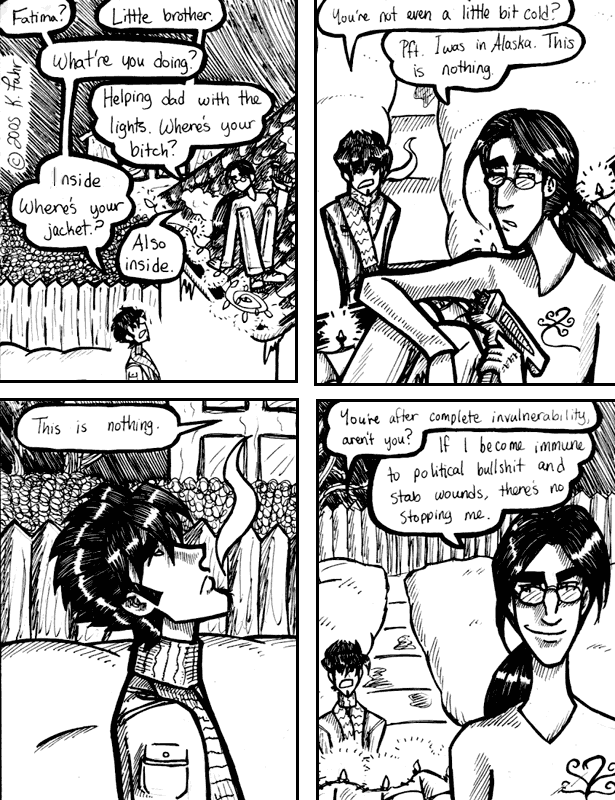 Fatima?
Little brother.
What're you doing?
Helping dad with the
lights. Where's your
bitch?
Inside
Where's your
jacket?
Also
inside.
© 2005 K. Fuhr
You're not even a little bit cold?
Pft. I was in Alaska. This
is nothing.
This is nothing.
You're after complete invulnerability,
aren't you?
If I become immune
to political bullshit and
stab wounds, there's no
stopping me.